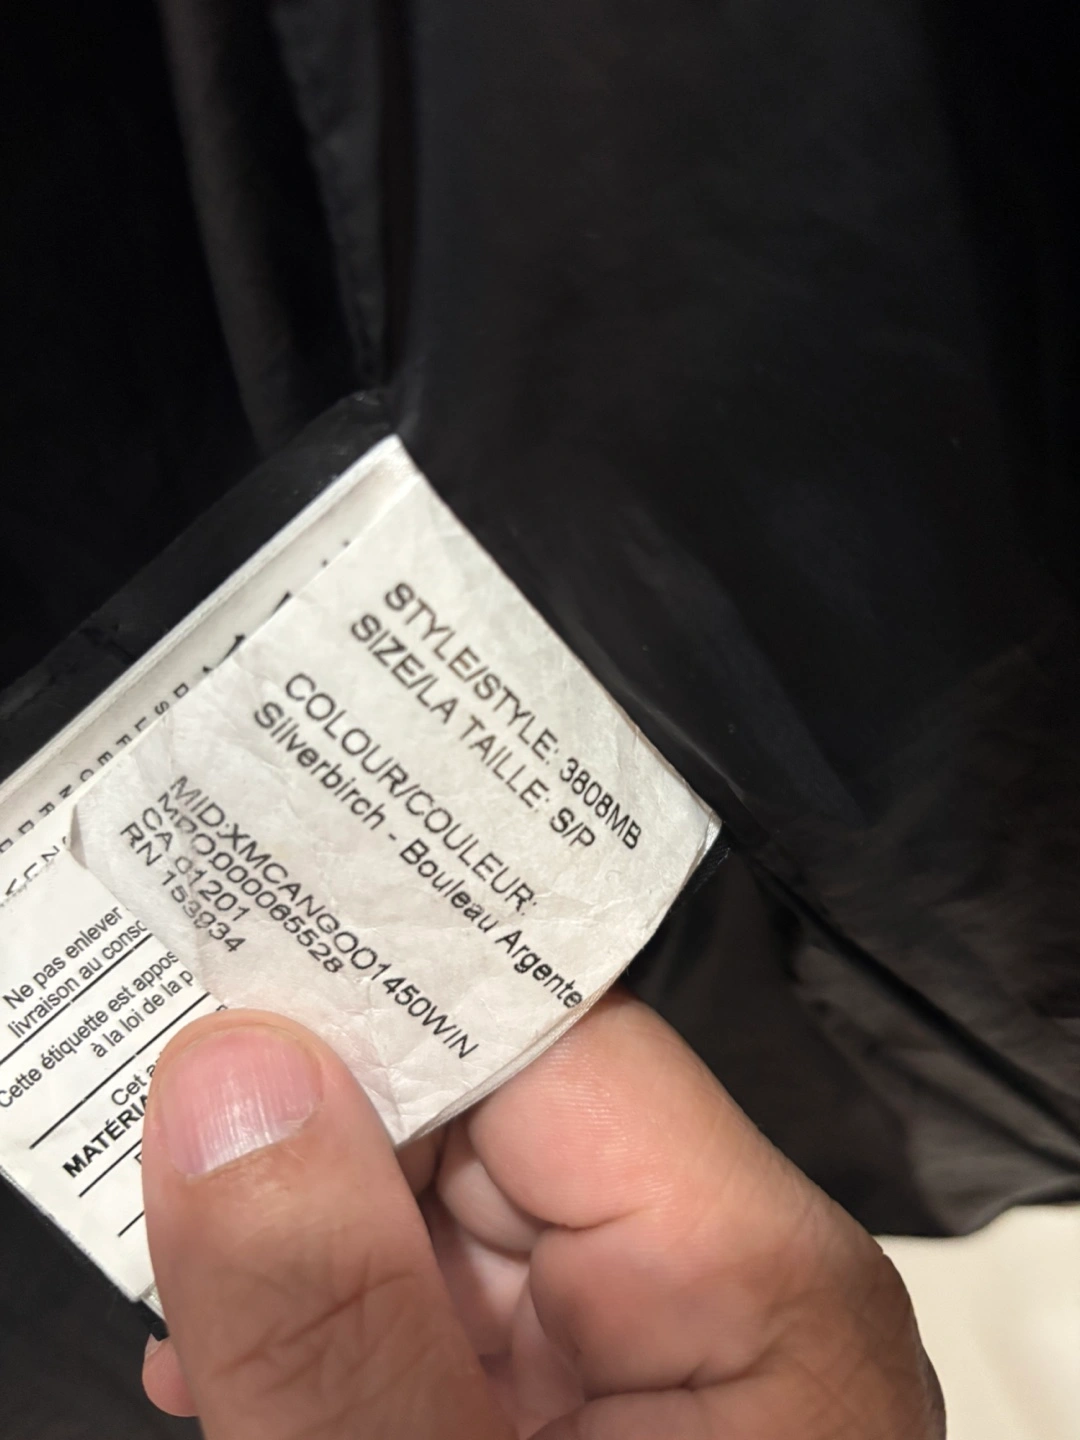 STYLE/STYLE: 3808MB
SIZE/LA TAILLE: S/P
COLOUR/COULEUR:
Silverbirch - Bouleau Argente
MID:XMCANGOO1450WIN
CA 01201
RN 153934
Ne pas enlever
livraison au conso
Cette étiquette est appos
à la loi de la p
Cet a
MATÉRIA